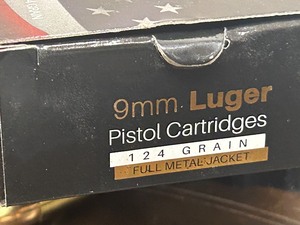 9mm Luger
Pistol Cartridges
124 GRAIN
FULL METAL JACKET